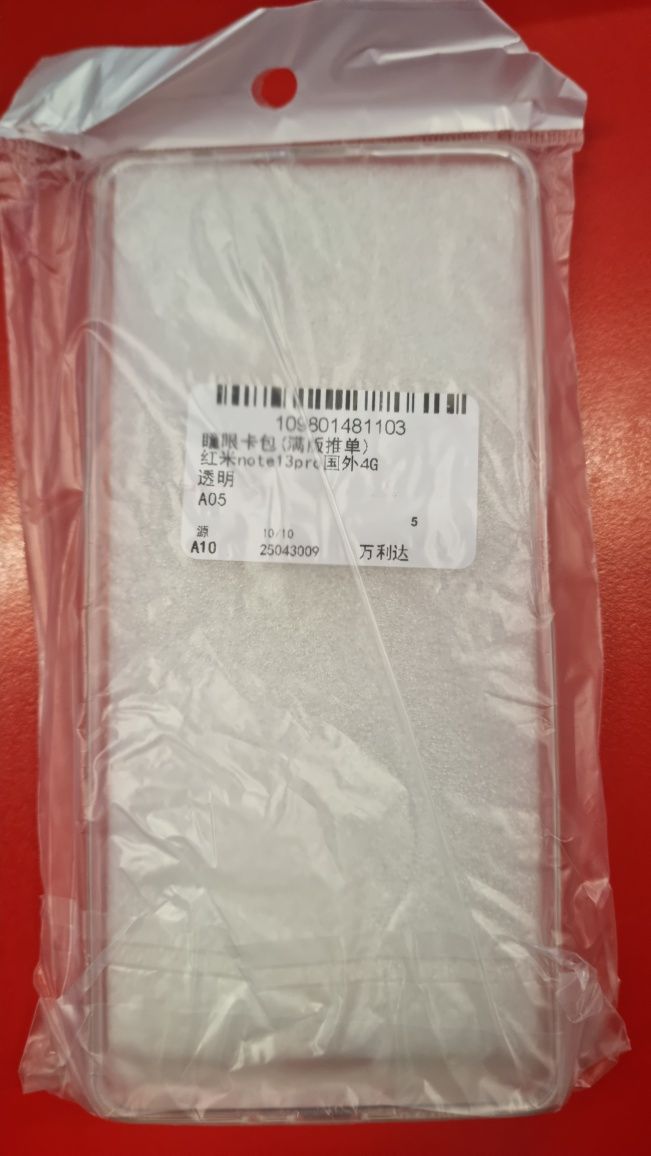 109801481103
瞳眼卡包(满版推单)
红米note13pro国外4G
透明
A05
5
源 10/10
A10 25043009 万利达